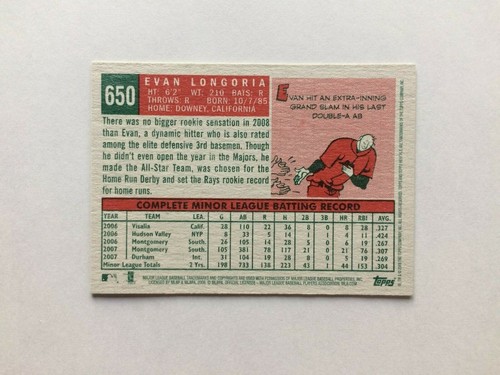 650
EVAN LONGORIA
HT: 6'2" WT: 210 BATS: R
THROWS: R BORN: 10/7/85
HOME: DOWNEY, CALIFORNIA
There was no bigger rookie sensation in 2008
than Evan, a dynamic hitter who is also rated
among the elite defensive 3rd basemen. Though
he didn't even open the year in the Majors, he
made the All-Star Team, was chosen for the
Home Run Derby and set the Rays rookie record
for home runs.
EVAN HIT AN EXTRA-INNING
GRAND SLAM IN HIS LAST
DOUBLE-A AB
COMPLETE MINOR LEAGUE BATTING RECORD
YEAR TEAM LEA. G AB R H 2B 3B HR RBI AVG.
2006 Visalia Calif. 28 110 22 36 8 0 8 28 .327
2006 Hudson Valley NYP 8 33 5 14 1 1 4 11 .424
2006 Montgomery South. 26 105 14 28 5 0 6 19 .267
2007 Montgomery South. 105 381 78 117 21 0 21 76 .307
2007 Durham Int. 31 104 19 28 8 0 5 19 .269
Minor League Totals 2 Yrs. 198 733 138 223 43 1 44 153 .304
TOPPS